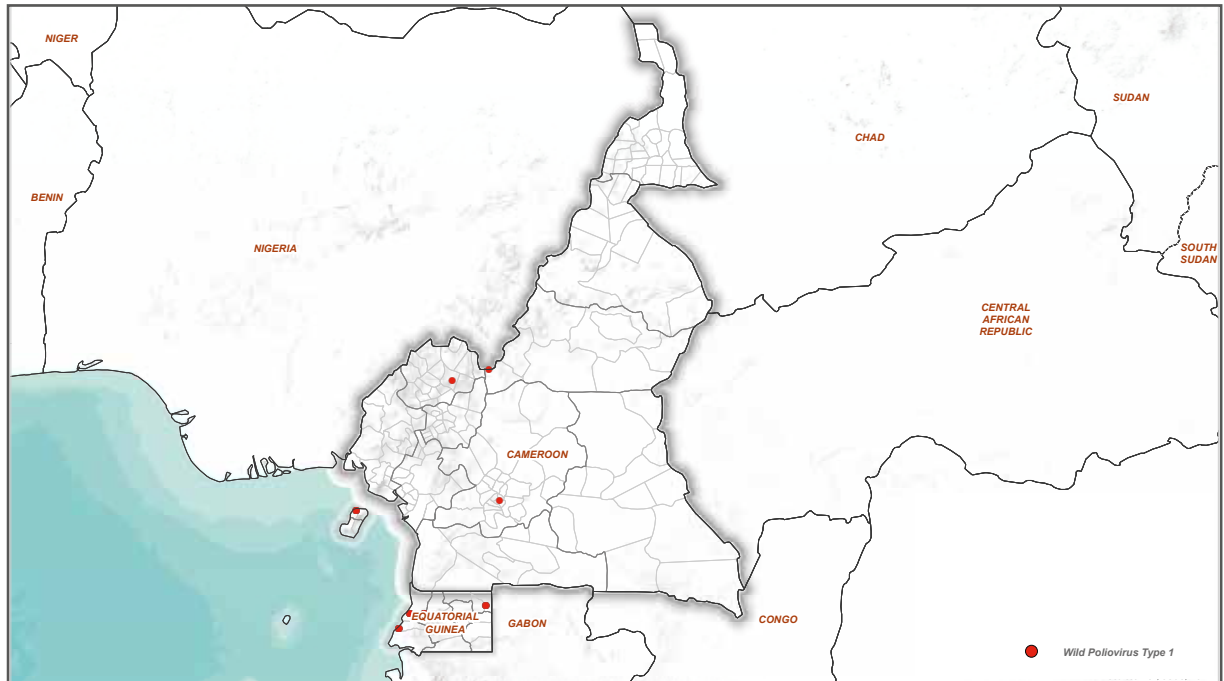 NIGER
SUDAN
CHAD
BENIN
NIGERIA
SOUTH
SUDAN
CENTRAL
AFRICAN
REPUBLIC
CAMEROON
EQUATORIAL
GUINEA
GABON
CONGO
Wild Poliovirus Type 1